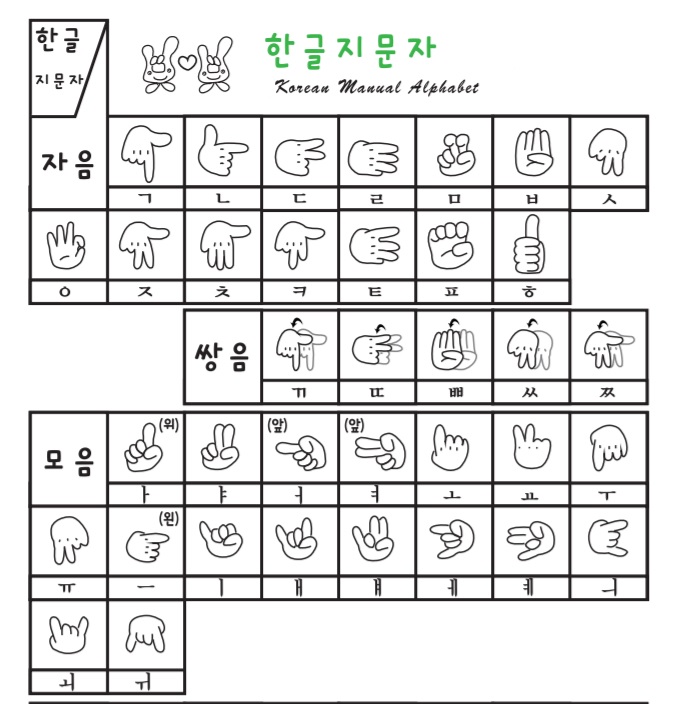 한글
지문자
한글지문자
Korean Manual Alphabet
자음
ㄱ ㄴ ㄷ ㄹ ㅁ ㅂ ㅅ
ㅇ ㅈ ㅊ ㅋ ㅌ ㅍ ㅎ
쌍음
ㄲ ㄸ ㅃ ㅆ ㅉ
모음
(위) (앞) (앞)
ㅏ ㅑ ㅓ ㅕ ㅗ ㅛ ㅜ
(왼)
ㅠ ㅡ ㅣ ㅐ ㅒ ㅔ ㅖ ㅢ
ㅚ ㅟ